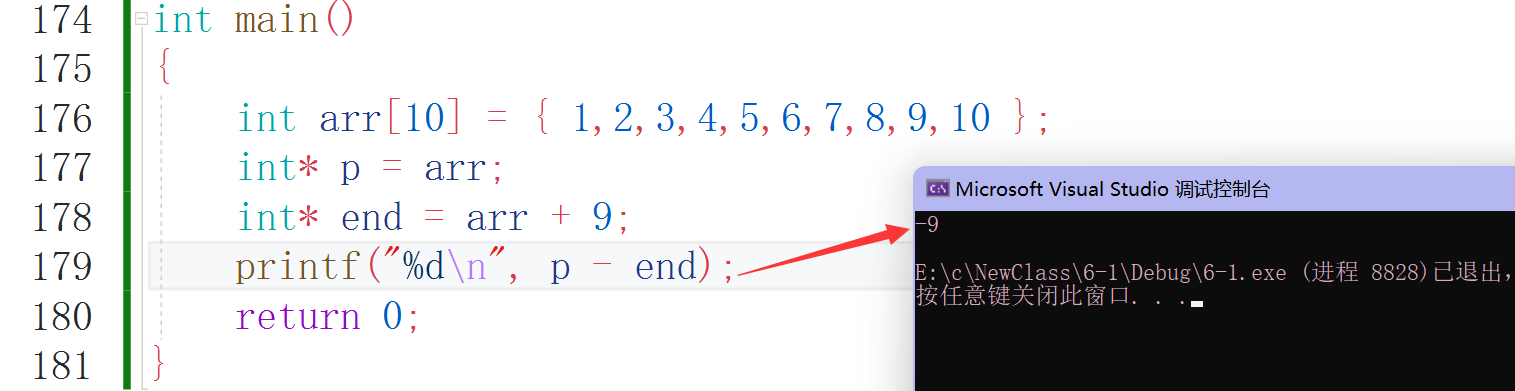 174 int main()
175 {
176 int arr[10] = { 1,2,3,4,5,6,7,8,9,10 };
177 int* p = arr;
178 int* end = arr + 9;
179 printf("%d\n", p - end);
180 return 0;
181 }
Microsoft Visual Studio 调试控制台
-9
E:\c\NewClass\6-1\Debug\6-1.exe (进程 8828)已退出，
按任意键关闭此窗口. . .